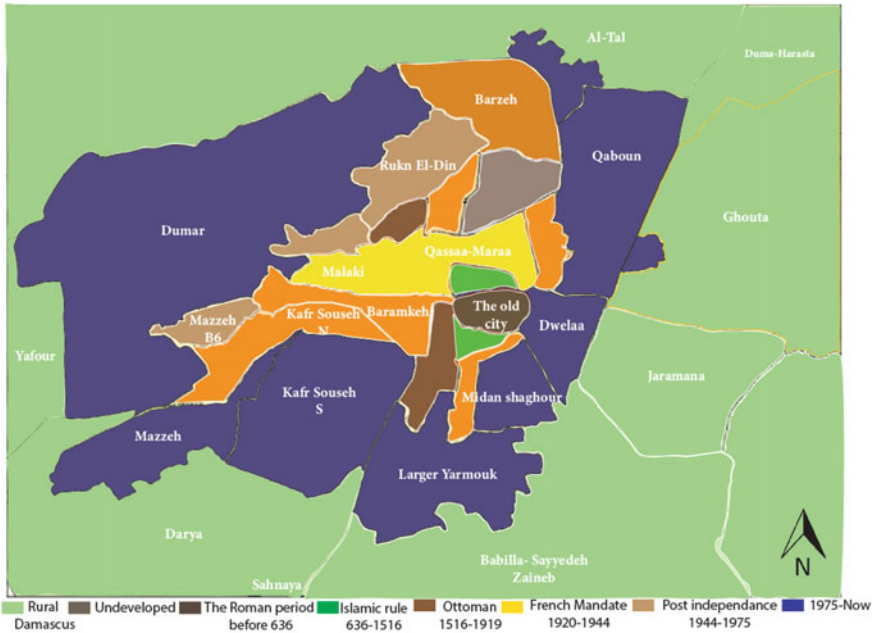 Al-Tal
Duma-Harasta
Barzeh
Rukn El-Din
Qaboun
Ghouta
Dumar
Qassaa-Maraa
Malaki
The old
city
Baramkeh
Kafr Souseh
N
Mazzeh
B6
Dwelaa
Yafour
Jaramana
Kafr Souseh
S
Midan shaghour
Mazzeh
Larger Yarmouk
Darya
Babilla- Sayyedeh
Zaineb
Sahnaya
N
Rural
Damascus
Undeveloped
The Roman period
before 636
Islamic rule
636-1516
Ottoman
1516-1919
French Mandate
1920-1944
Post independance
1944-1975
1975-Now